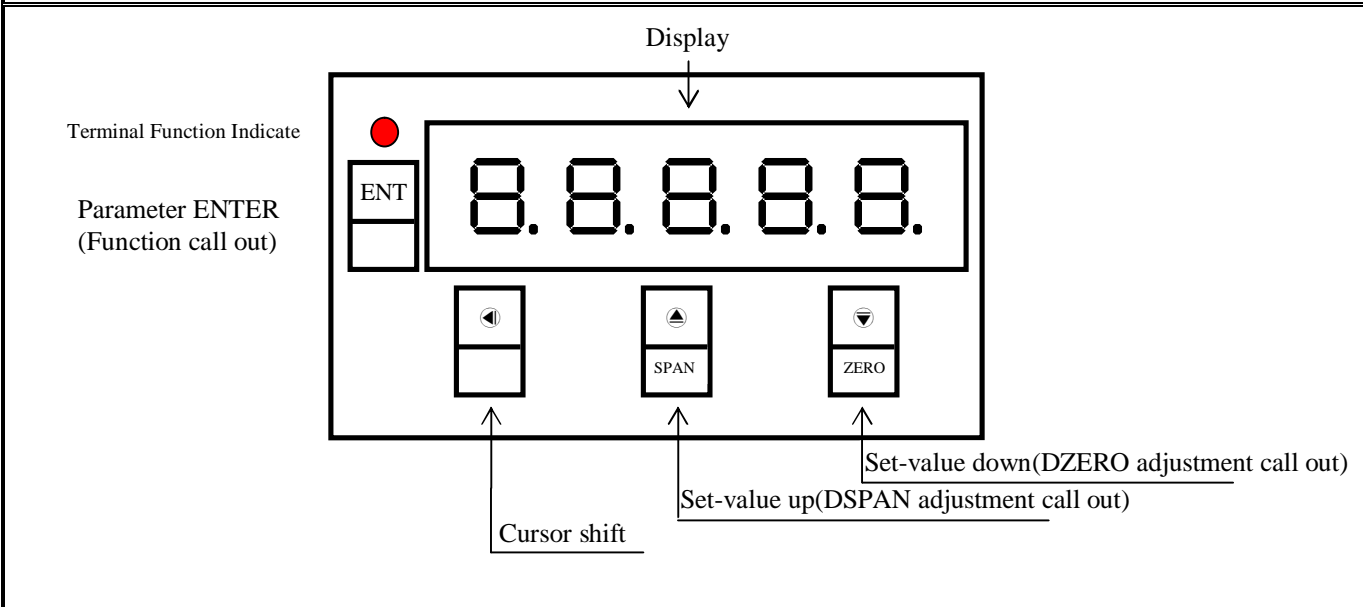 Display
Terminal Function Indicate
ENT
8.8.8.8.8.
Parameter ENTER
(Function call out)
SPAN
ZERO
Set-value down(DZERO adjustment call out)
Set-value up(DSPAN adjustment call out)
Cursor shift